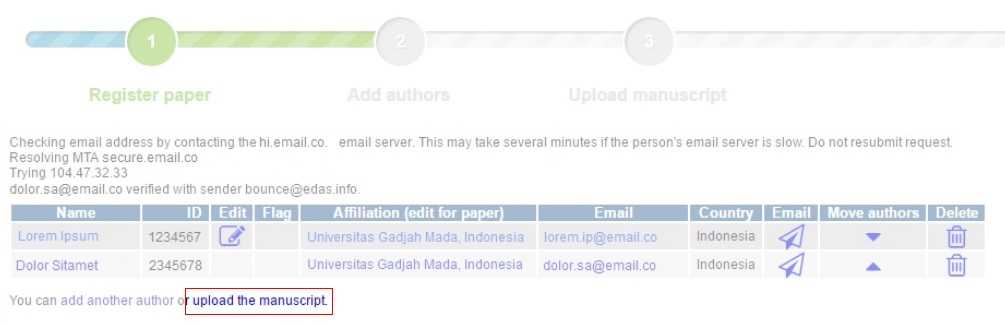 1 2 3
Register paper Add authors Upload manuscript
Checking email address by contacting the hi.email.co. email server. This may take several minutes if the person's email server is slow. Do not resubmit request.
Resolving MTA secure.email.co
Trying 104.47.32.33
dolor.sa@email.co verified with sender bounce@edas.info.
Name ID Edit Flag Affiliation (edit for paper) Email Country Email Move authors Delete
Lorem Ipsum 1234567 Universitas Gadjah Mada, Indonesia lorem.ip@email.co Indonesia
Dolor Sitamet 2345678 Universitas Gadjah Mada, Indonesia dolor.sa@email.co Indonesia
You can add another author or upload the manuscript.